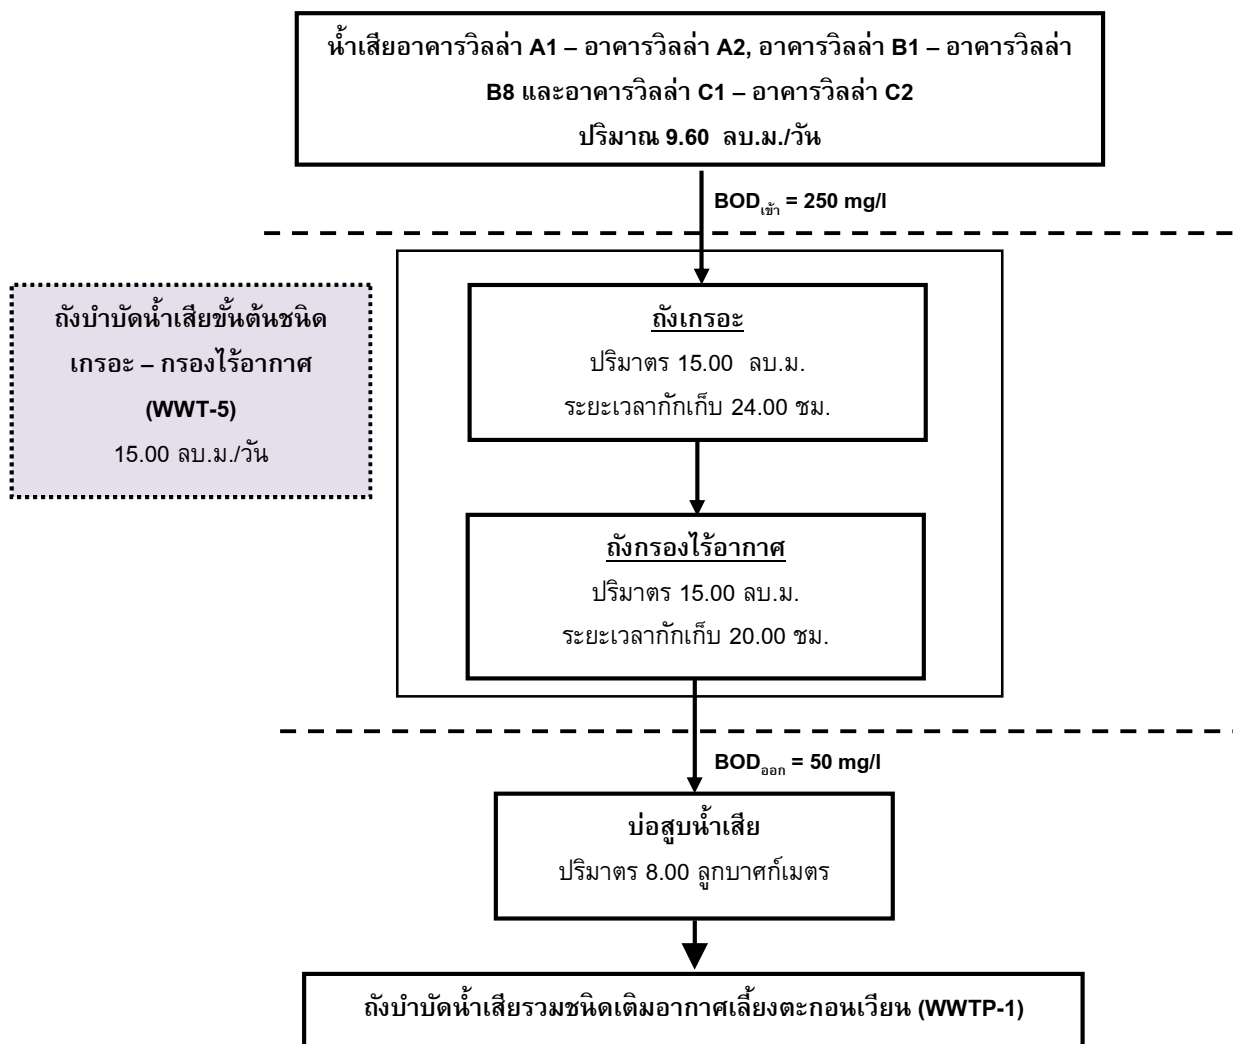 น้ำเสียอาคารวิลล่า A1 – อาคารวิลล่า A2, อาคารวิลล่า B1 – อาคารวิลล่า
B8 และอาคารวิลล่า C1 – อาคารวิลล่า C2
ปริมาณ 9.60 ลบ.ม./วัน
BODเข้า = 250 mg/l
ถังบำบัดน้ำเสียขั้นต้นชนิด
เกรอะ – กรองไร้อากาศ
(WWT-5)
15.00 ลบ.ม./วัน
ถังเกรอะ
ปริมาตร 15.00 ลบ.ม.
ระยะเวลากักเก็บ 24.00 ชม.
ถังกรองไร้อากาศ
ปริมาตร 15.00 ลบ.ม.
ระยะเวลากักเก็บ 20.00 ชม.
BODออก = 50 mg/l
บ่อสูบน้ำเสีย
ปริมาตร 8.00 ลูกบาศก์เมตร
ถังบำบัดน้ำเสียรวมชนิดเติมอากาศเลี้ยงตะกอนเวียน (WWTP-1)